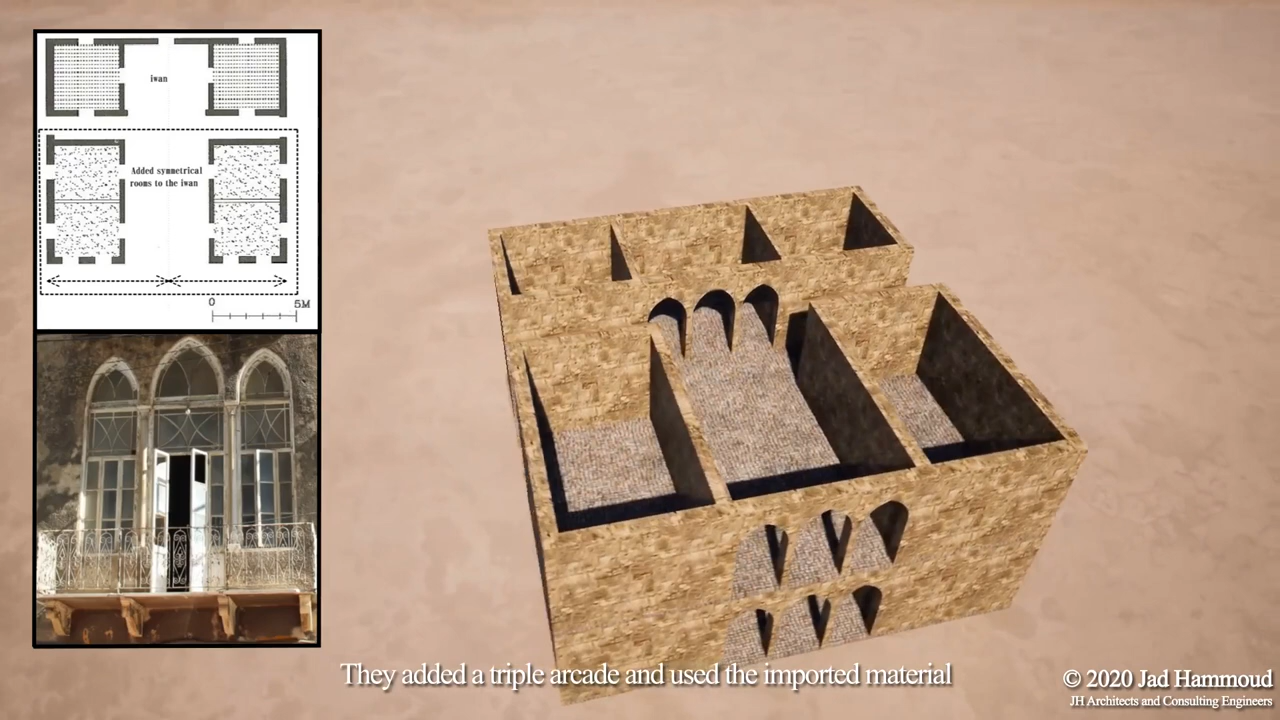 iwan
Added symmetrical
rooms to the iwan
0 5M
They added a triple arcade and used the imported material
© 2020 Jad Hammoud
JH Architects and Consulting Engineers